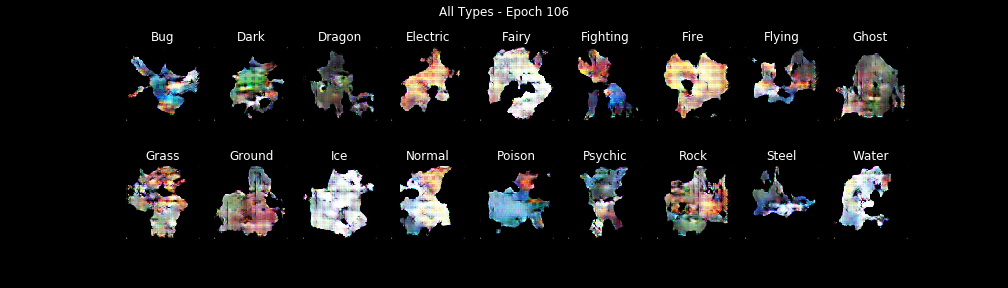 All Types - Epoch 106
Bug Dark Dragon Electric Fairy Fighting Fire Flying Ghost
Grass Ground Ice Normal Poison Psychic Rock Steel Water